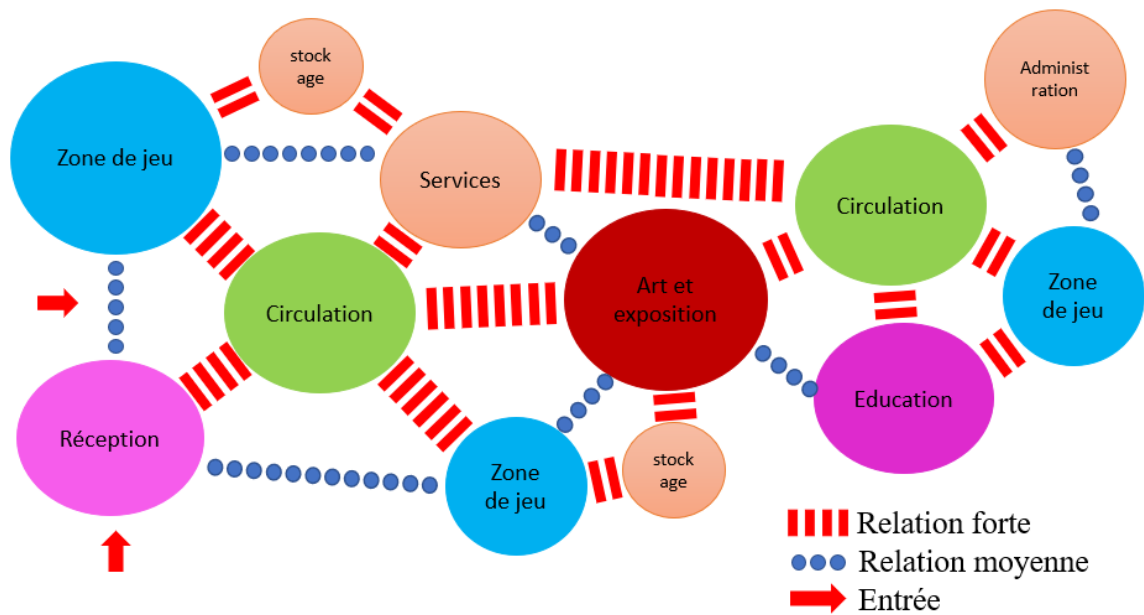 stock
age
Administ
ration
Zone de jeu
Services
Circulation
Art et
exposition
Circulation
Zone
de jeu
Réception
Education
Zone
de jeu
stock
age
Relation forte
Relation moyenne
Entrée